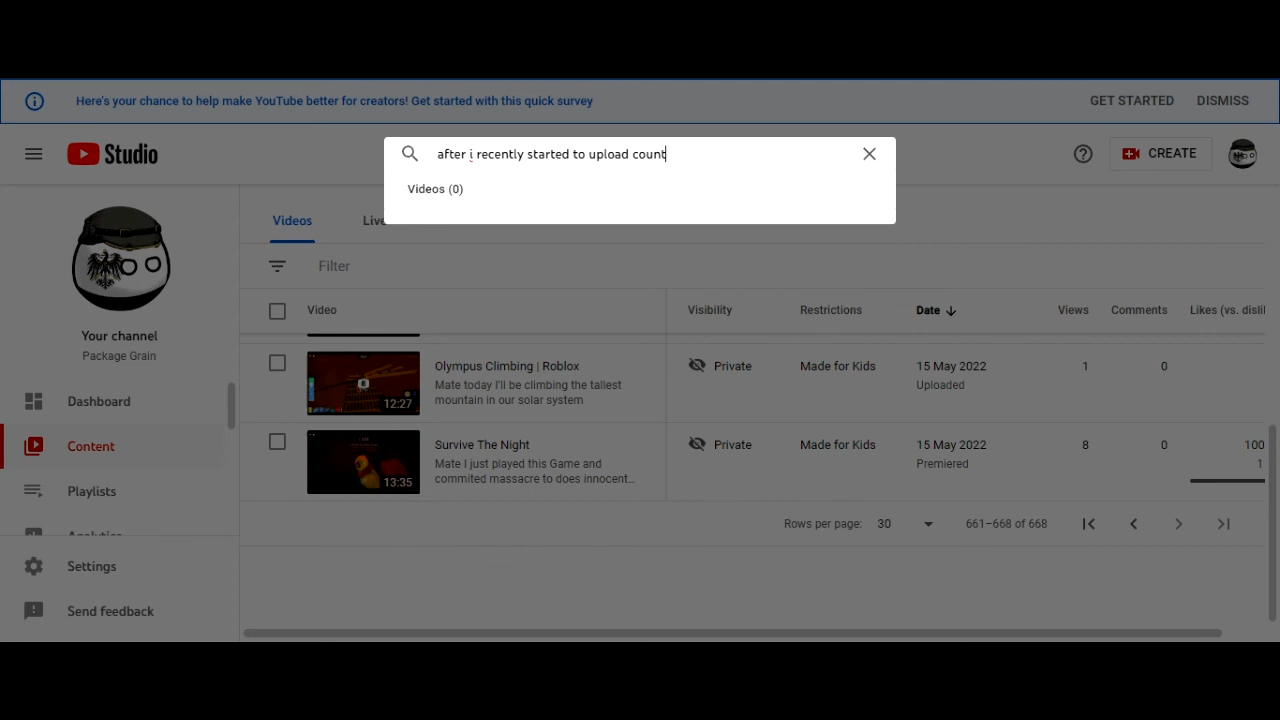 Here's your chance to help make YouTube better for creators! Get started with this quick survey
GET STARTED
DISMISS
Studio
after i recently started to upload count
CREATE
Videos (0)
Videos
Live
Filter
Your channel
Package Grain
Dashboard
Content
Playlists
Analytics
Settings
Send feedback
Video
Visibility
Restrictions
Date
Views
Comments
Likes (vs. disli
12:27
Olympus Climbing | Roblox
Mate today I'll be climbing the tallest
mountain in our solar system
Private
Made for Kids
15 May 2022
Uploaded
1
0
13:35
Survive The Night
Mate I just played this Game and
commited massacre to does innocent...
Private
Made for Kids
15 May 2022
Premiered
8
0
100
1
Rows per page:
30
661–668 of 668